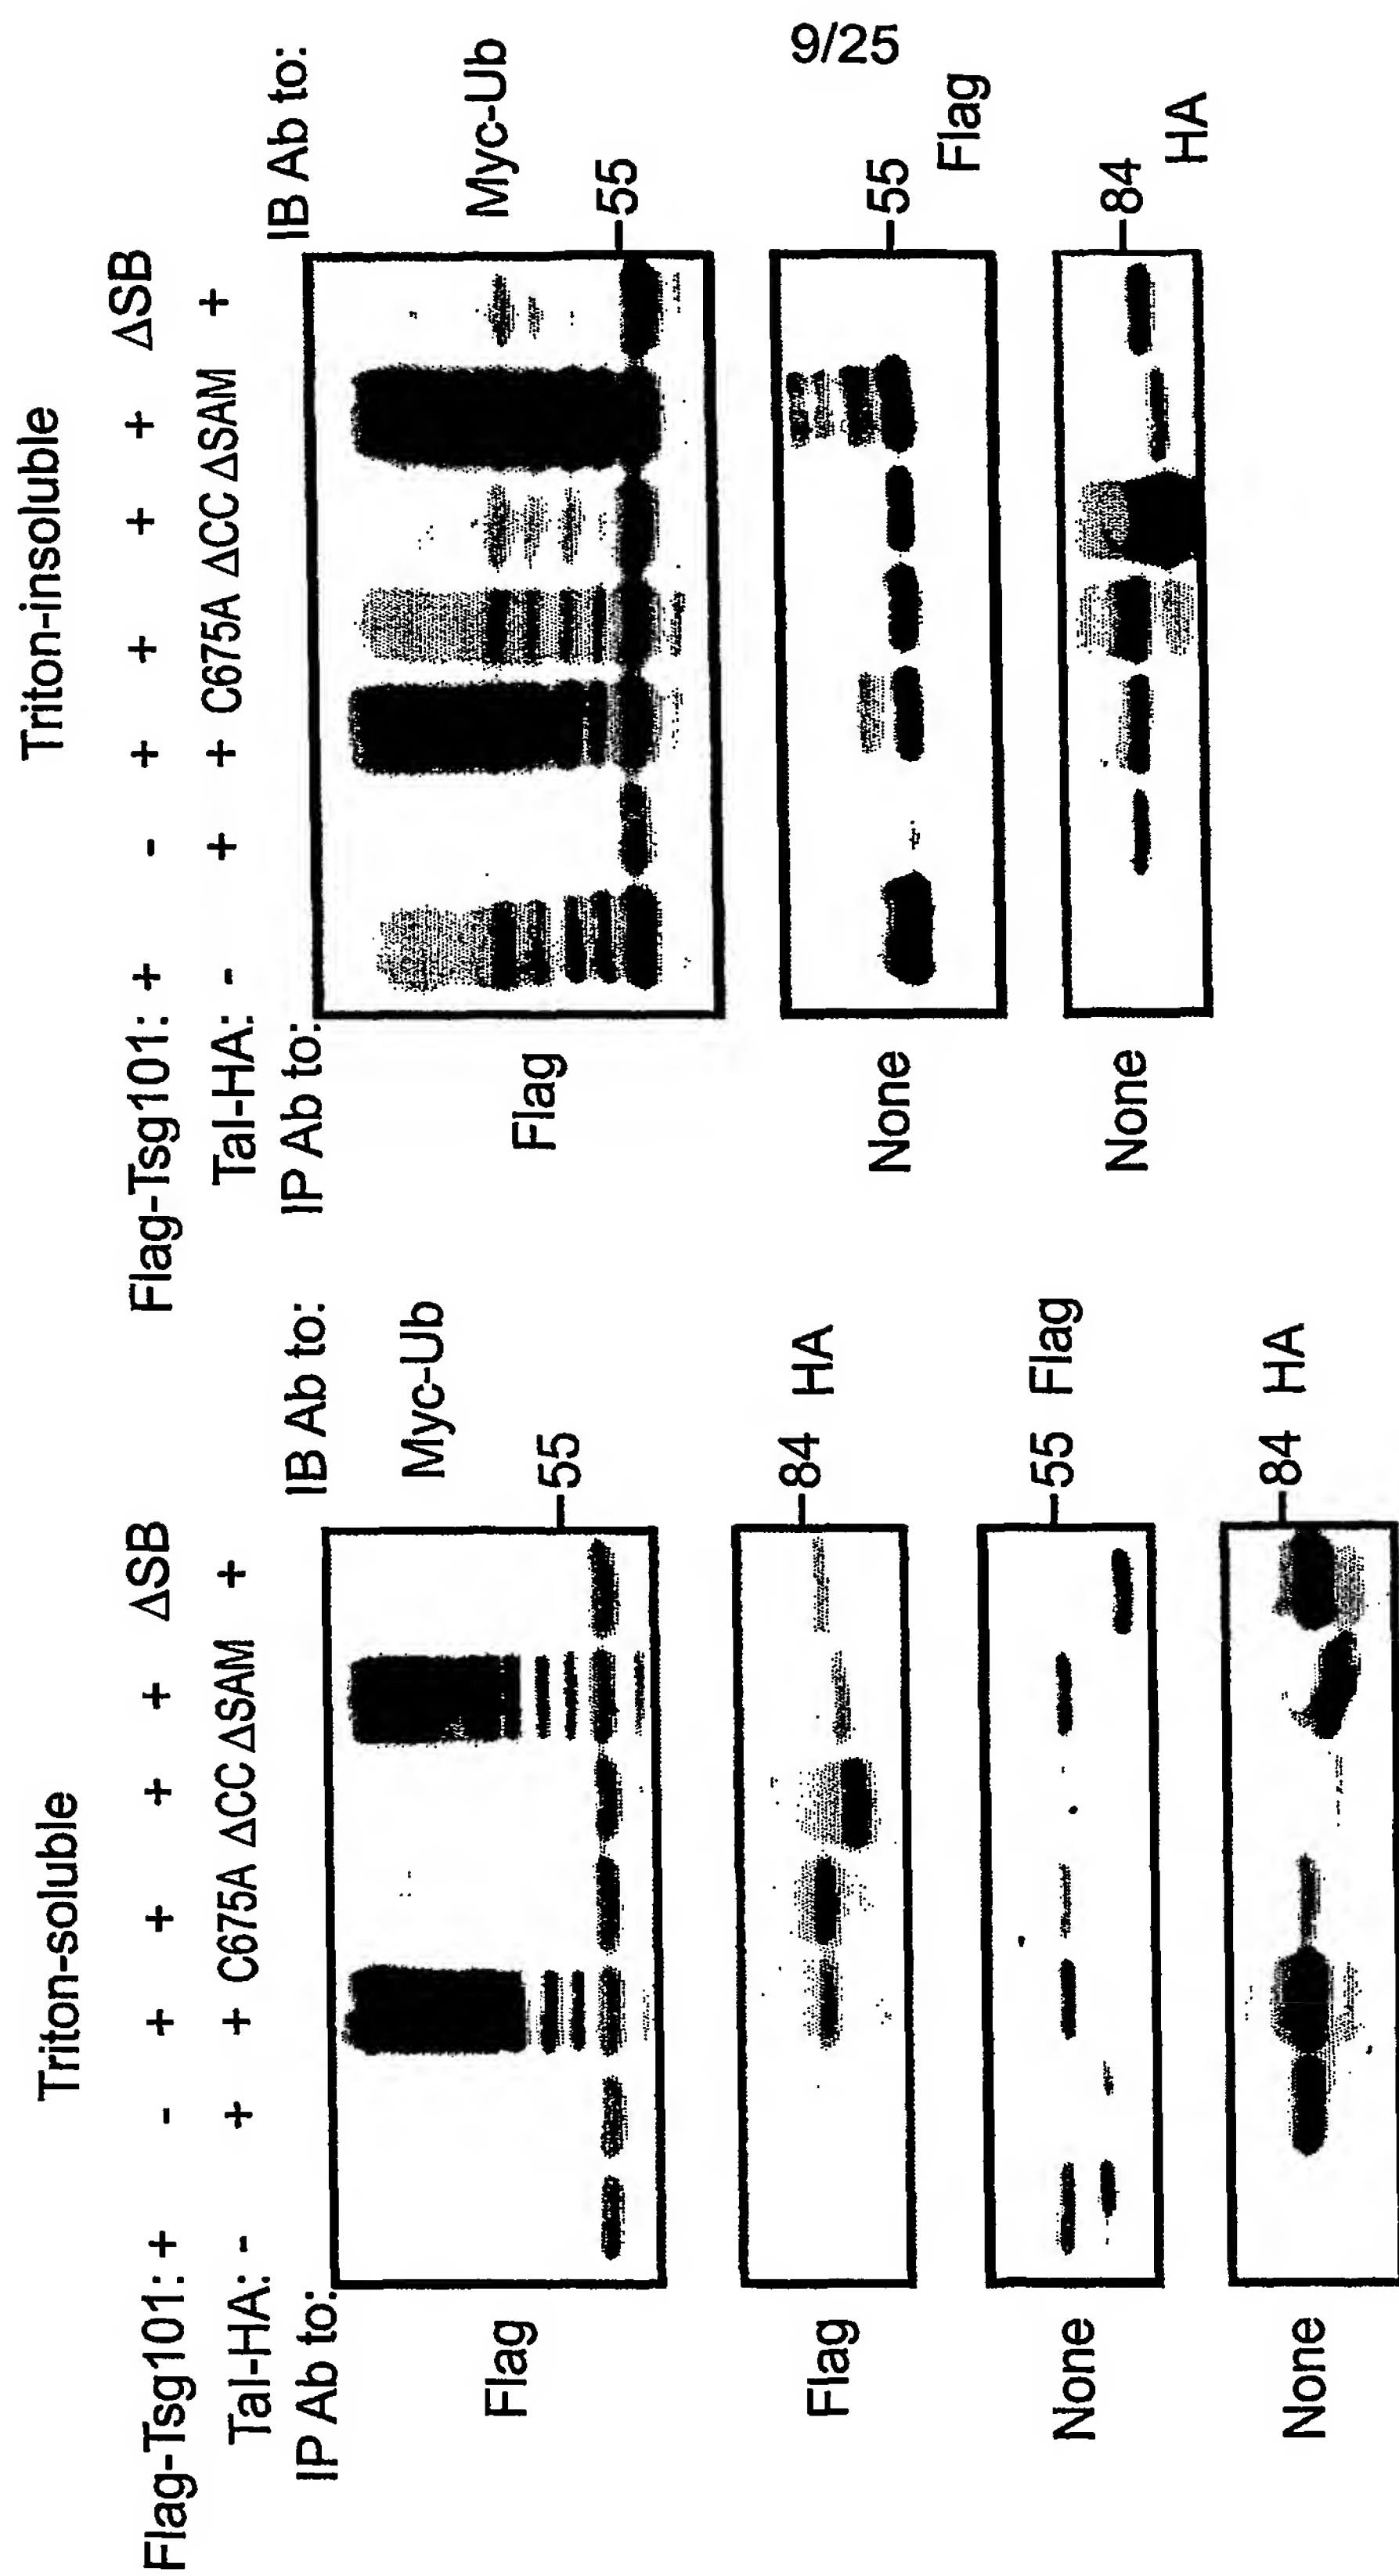 9/25
Triton-soluble
Flag-Tsg101: + - + + + + ΔSB
Tal-HA: - + + C675A ΔCC ΔSAM +
IP Ab to: IB Ab to:
Flag Myc-Ub
55
Flag 84 HA
None 55 Flag
None 84 HA
Triton-insoluble
Flag-Tsg101: + - + + + + ΔSB
Tal-HA: - + + C675A ΔCC ΔSAM +
IP Ab to: IB Ab to:
Flag Myc-Ub
55
None 55
Flag
None 84
HA